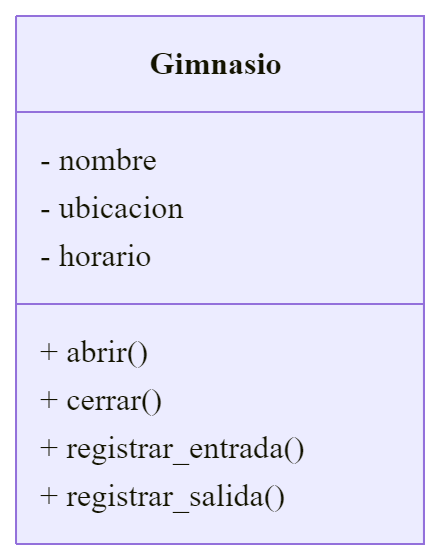 Gimnasio
- nombre
- ubicacion
- horario
+ abrir()
+ cerrar()
+ registrar_entrada()
+ registrar_salida()